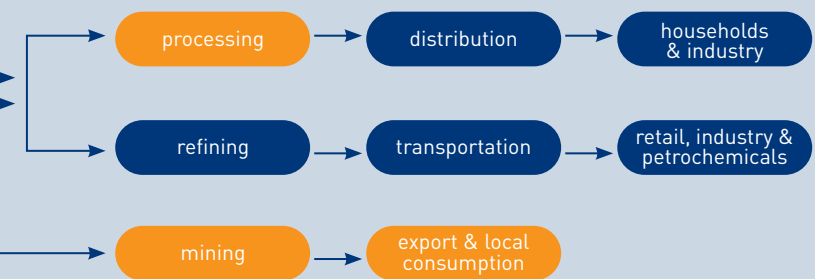 processing
distribution
households
& industry
refining
transportation
retail, industry &
petrochemicals
mining
export & local
consumption